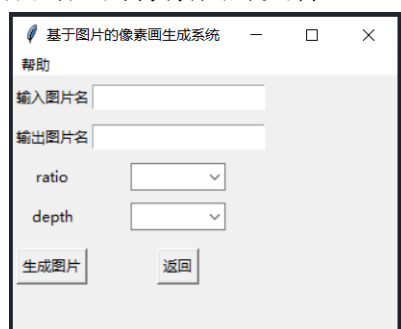 基于图片的像素画生成系统
帮助
输入图片名
输出图片名
ratio
depth
生成图片 返回